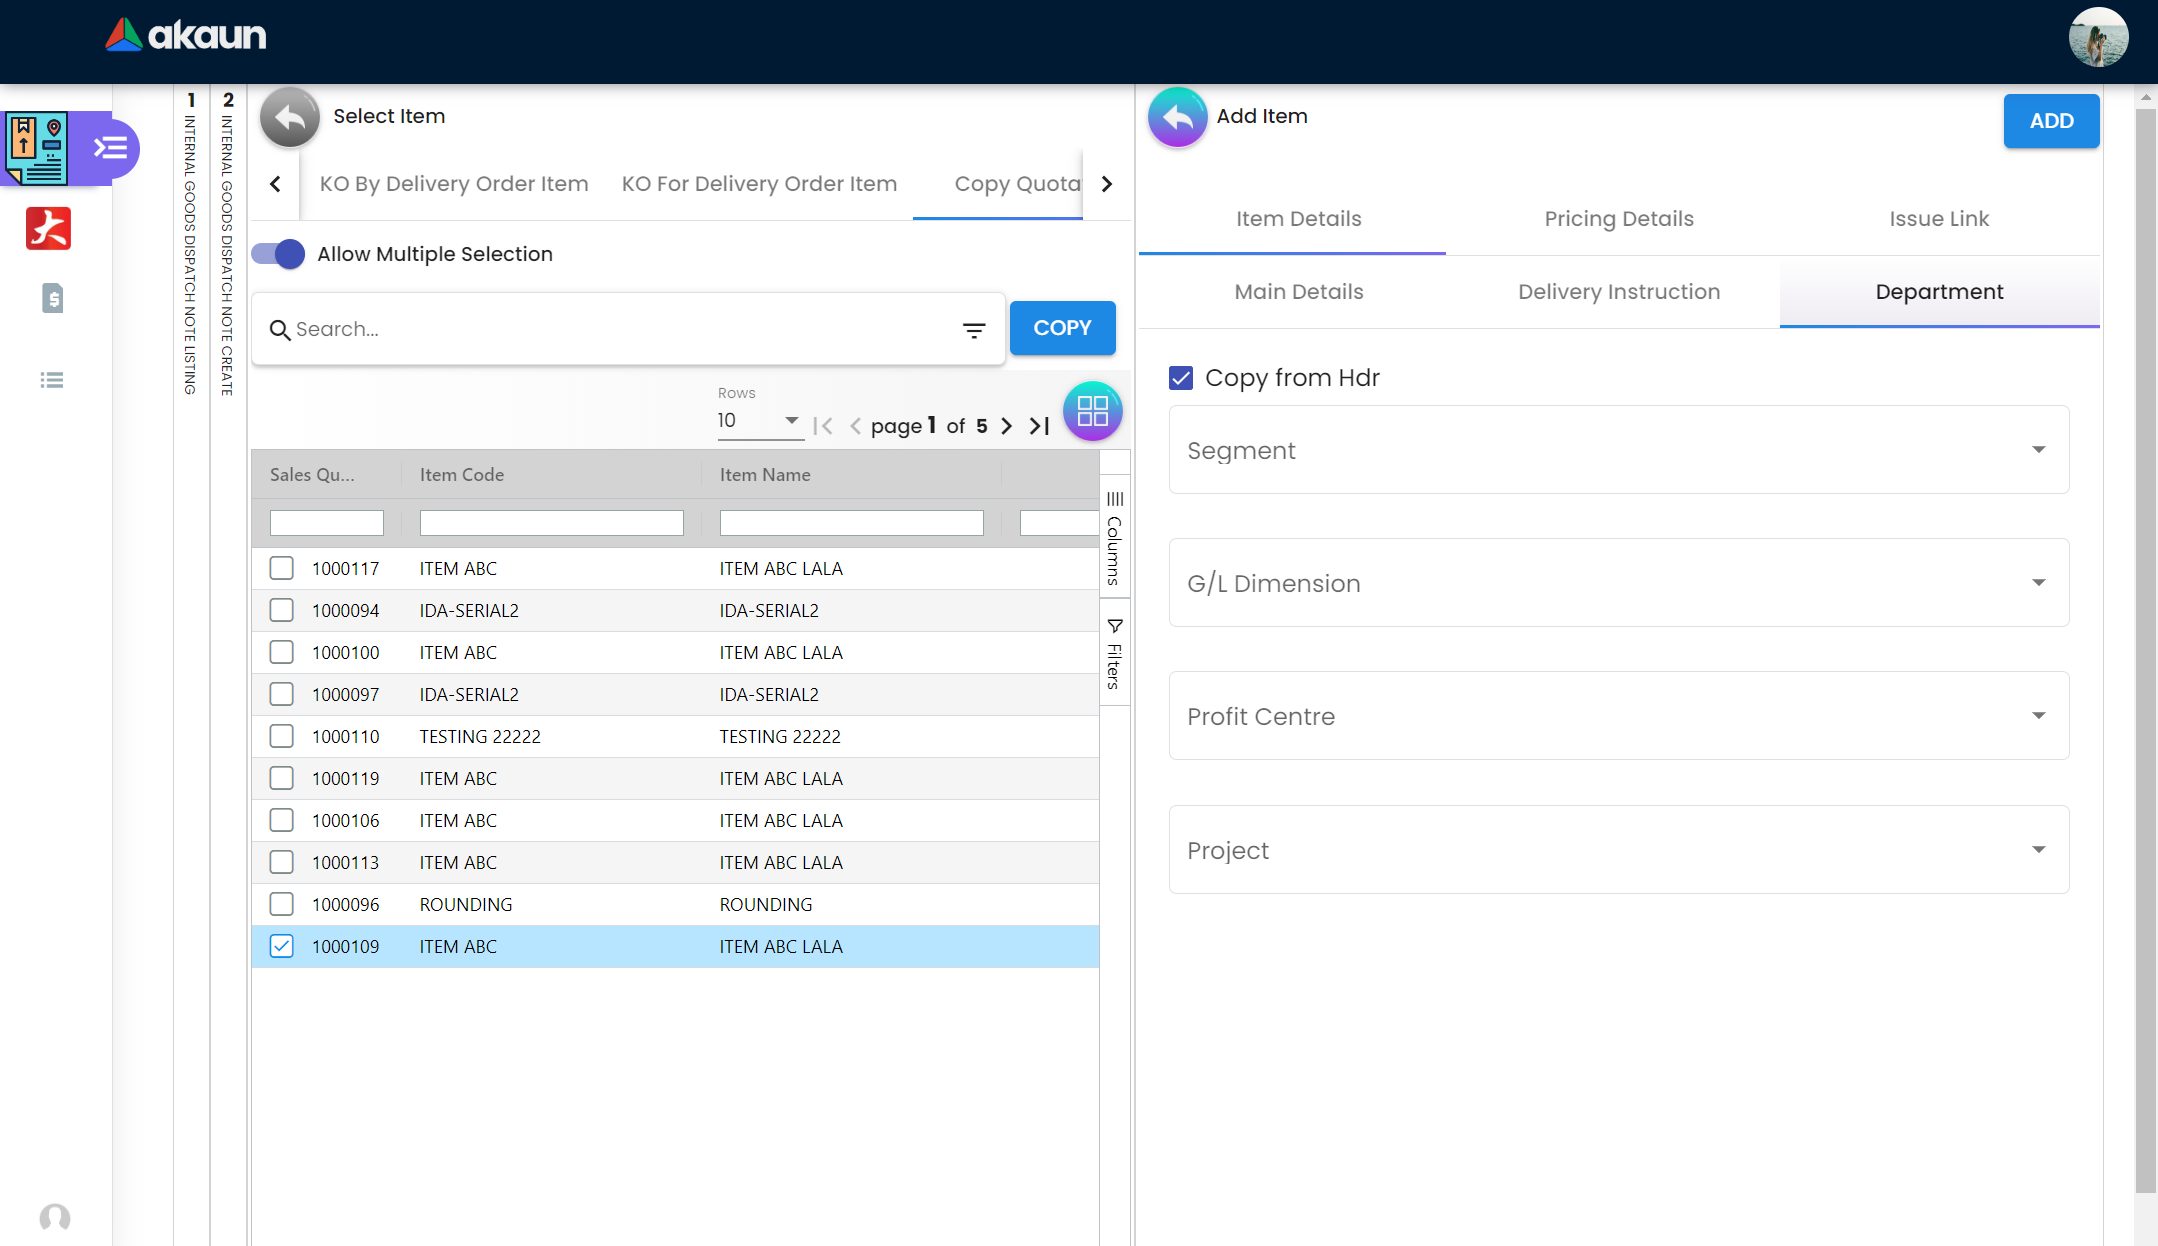 akaun
1 INTERNAL GOODS DISPATCH NOTE LISTING
2 INTERNAL GOODS DISPATCH NOTE CREATE
Select Item
KO By Delivery Order Item
KO For Delivery Order Item
Copy Quota
Allow Multiple Selection
Search...
COPY
Rows
10
page 1 of 5
Sales Qu... Item Code Item Name
1000117 ITEM ABC ITEM ABC LALA
1000094 IDA-SERIAL2 IDA-SERIAL2
1000100 ITEM ABC ITEM ABC LALA
1000097 IDA-SERIAL2 IDA-SERIAL2
1000110 TESTING 22222 TESTING 22222
1000119 ITEM ABC ITEM ABC LALA
1000106 ITEM ABC ITEM ABC LALA
1000113 ITEM ABC ITEM ABC LALA
1000096 ROUNDING ROUNDING
1000109 ITEM ABC ITEM ABC LALA
Columns
Filters
Add Item
ADD
Item Details Pricing Details Issue Link
Main Details Delivery Instruction Department
Copy from Hdr
Segment
G/L Dimension
Profit Centre
Project